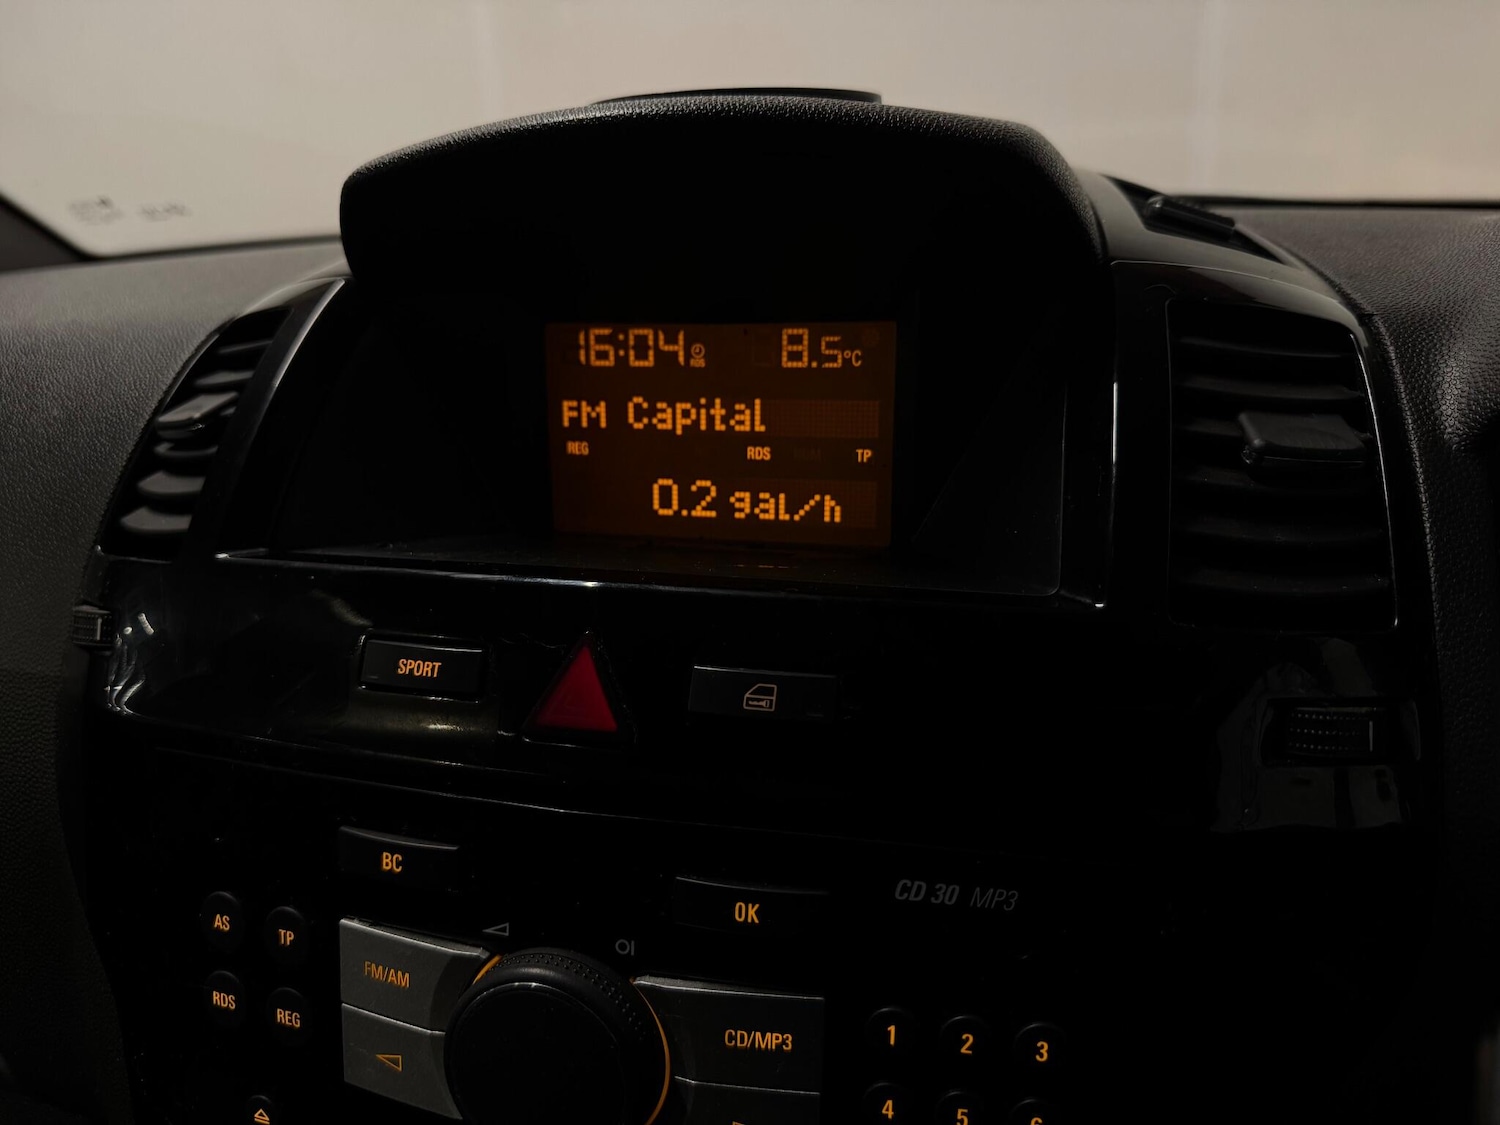 16:04 8.5°C
FM Capital
REG RDS TP
0.2 gal/h
SPORT
BC
OK
CD 30 MP3
AS TP
FM/AM
RDS REG
CD/MP3
1 2 3
4 5 6